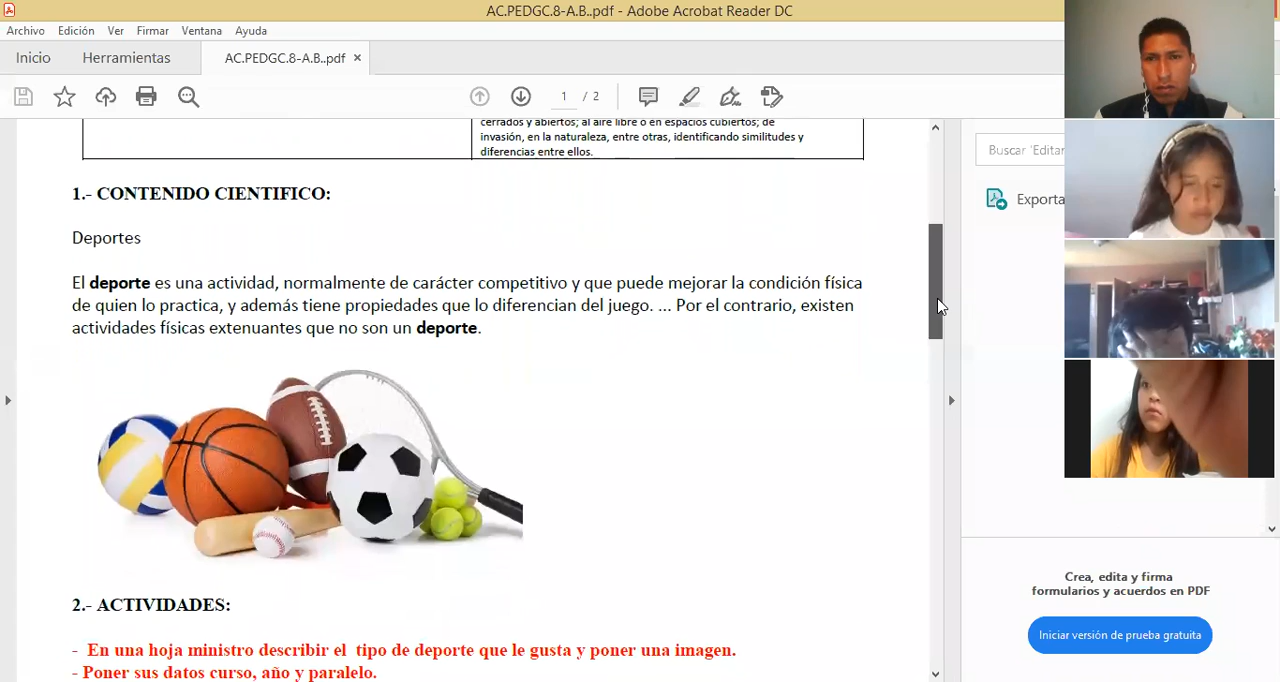 AC.PEDGC.8-A.B..pdf - Adobe Acrobat Reader DC
Archivo Edición Ver Firmar Ventana Ayuda
Inicio Herramientas AC.PEDGC.8-A.B..pdf ×
1 / 2
cerrados y abiertos; al aire libre o en espacios cubiertos; de
invasión, en la naturaleza, entre otras, identificando similitudes y
diferencias entre ellos.
1.- CONTENIDO CIENTIFICO:
Deportes
El deporte es una actividad, normalmente de carácter competitivo y que puede mejorar la condición física
de quien lo practica, y además tiene propiedades que lo diferencian del juego. ... Por el contrario, existen
actividades físicas extenuantes que no son un deporte.
2.- ACTIVIDADES:
- En una hoja ministro describir el tipo de deporte que le gusta y poner una imagen.
- Poner sus datos curso, año y paralelo.
Buscar 'Editar
Exporta
Crea, edita y firma
formularios y acuerdos en PDF
Iniciar versión de prueba gratuita